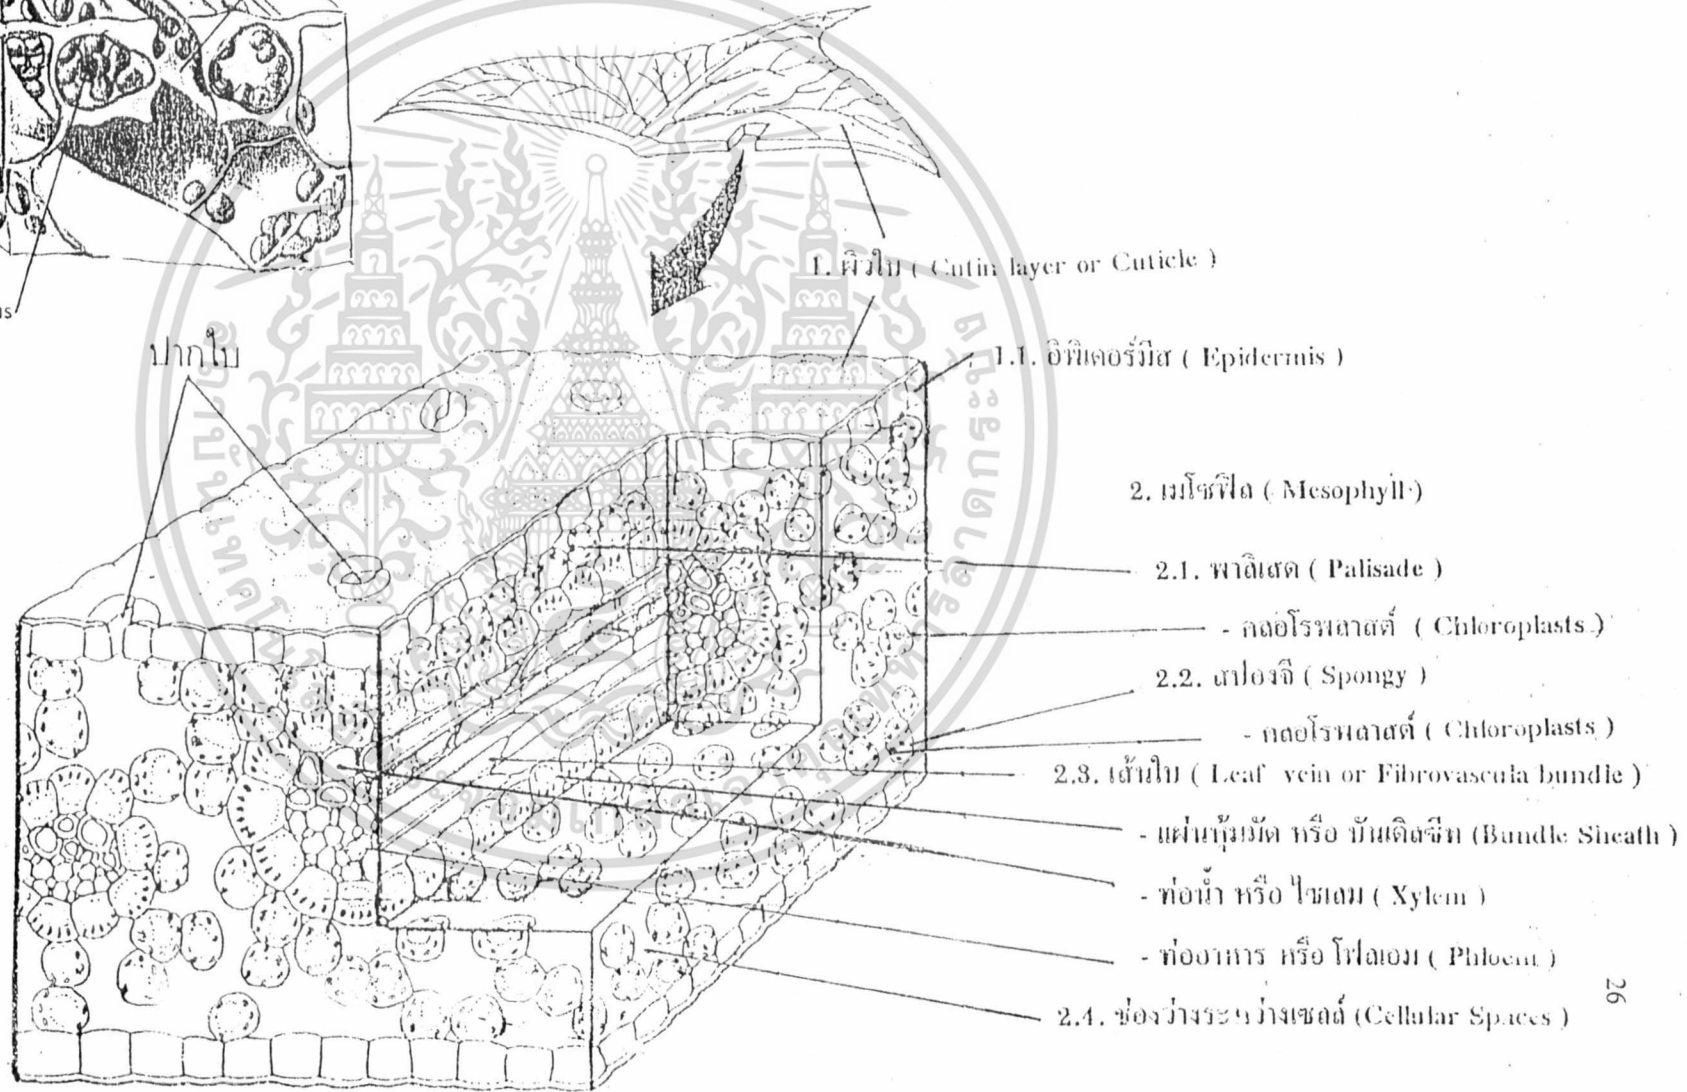 ปากใบ
1. ผิวใบ ( Cutin layer or Cuticle )
1.1. อิพิเดอร์มีส ( Epidermis )
2. เมโซฟิล ( Mesophyll )
2.1. พาลิเสด ( Palisade )
- คลอโรพลาสต์ ( Chloroplasts )
2.2. สปองจี ( Spongy )
- คลอโรพลาสต์ ( Chloroplasts )
2.3. เส้นใบ ( Leaf vein or Fibrovascula bundle )
- แผ่นหุ้มมัด หรือ บันเดิลชีท (Bundle Sheath )
- ท่อน้ำ หรือ ไซเลม ( Xylem )
- ท่ออาหาร หรือ โฟลเอม ( Phloem )
2.4. ช่องว่างระหว่างเซลล์ (Cellular Spaces )
26